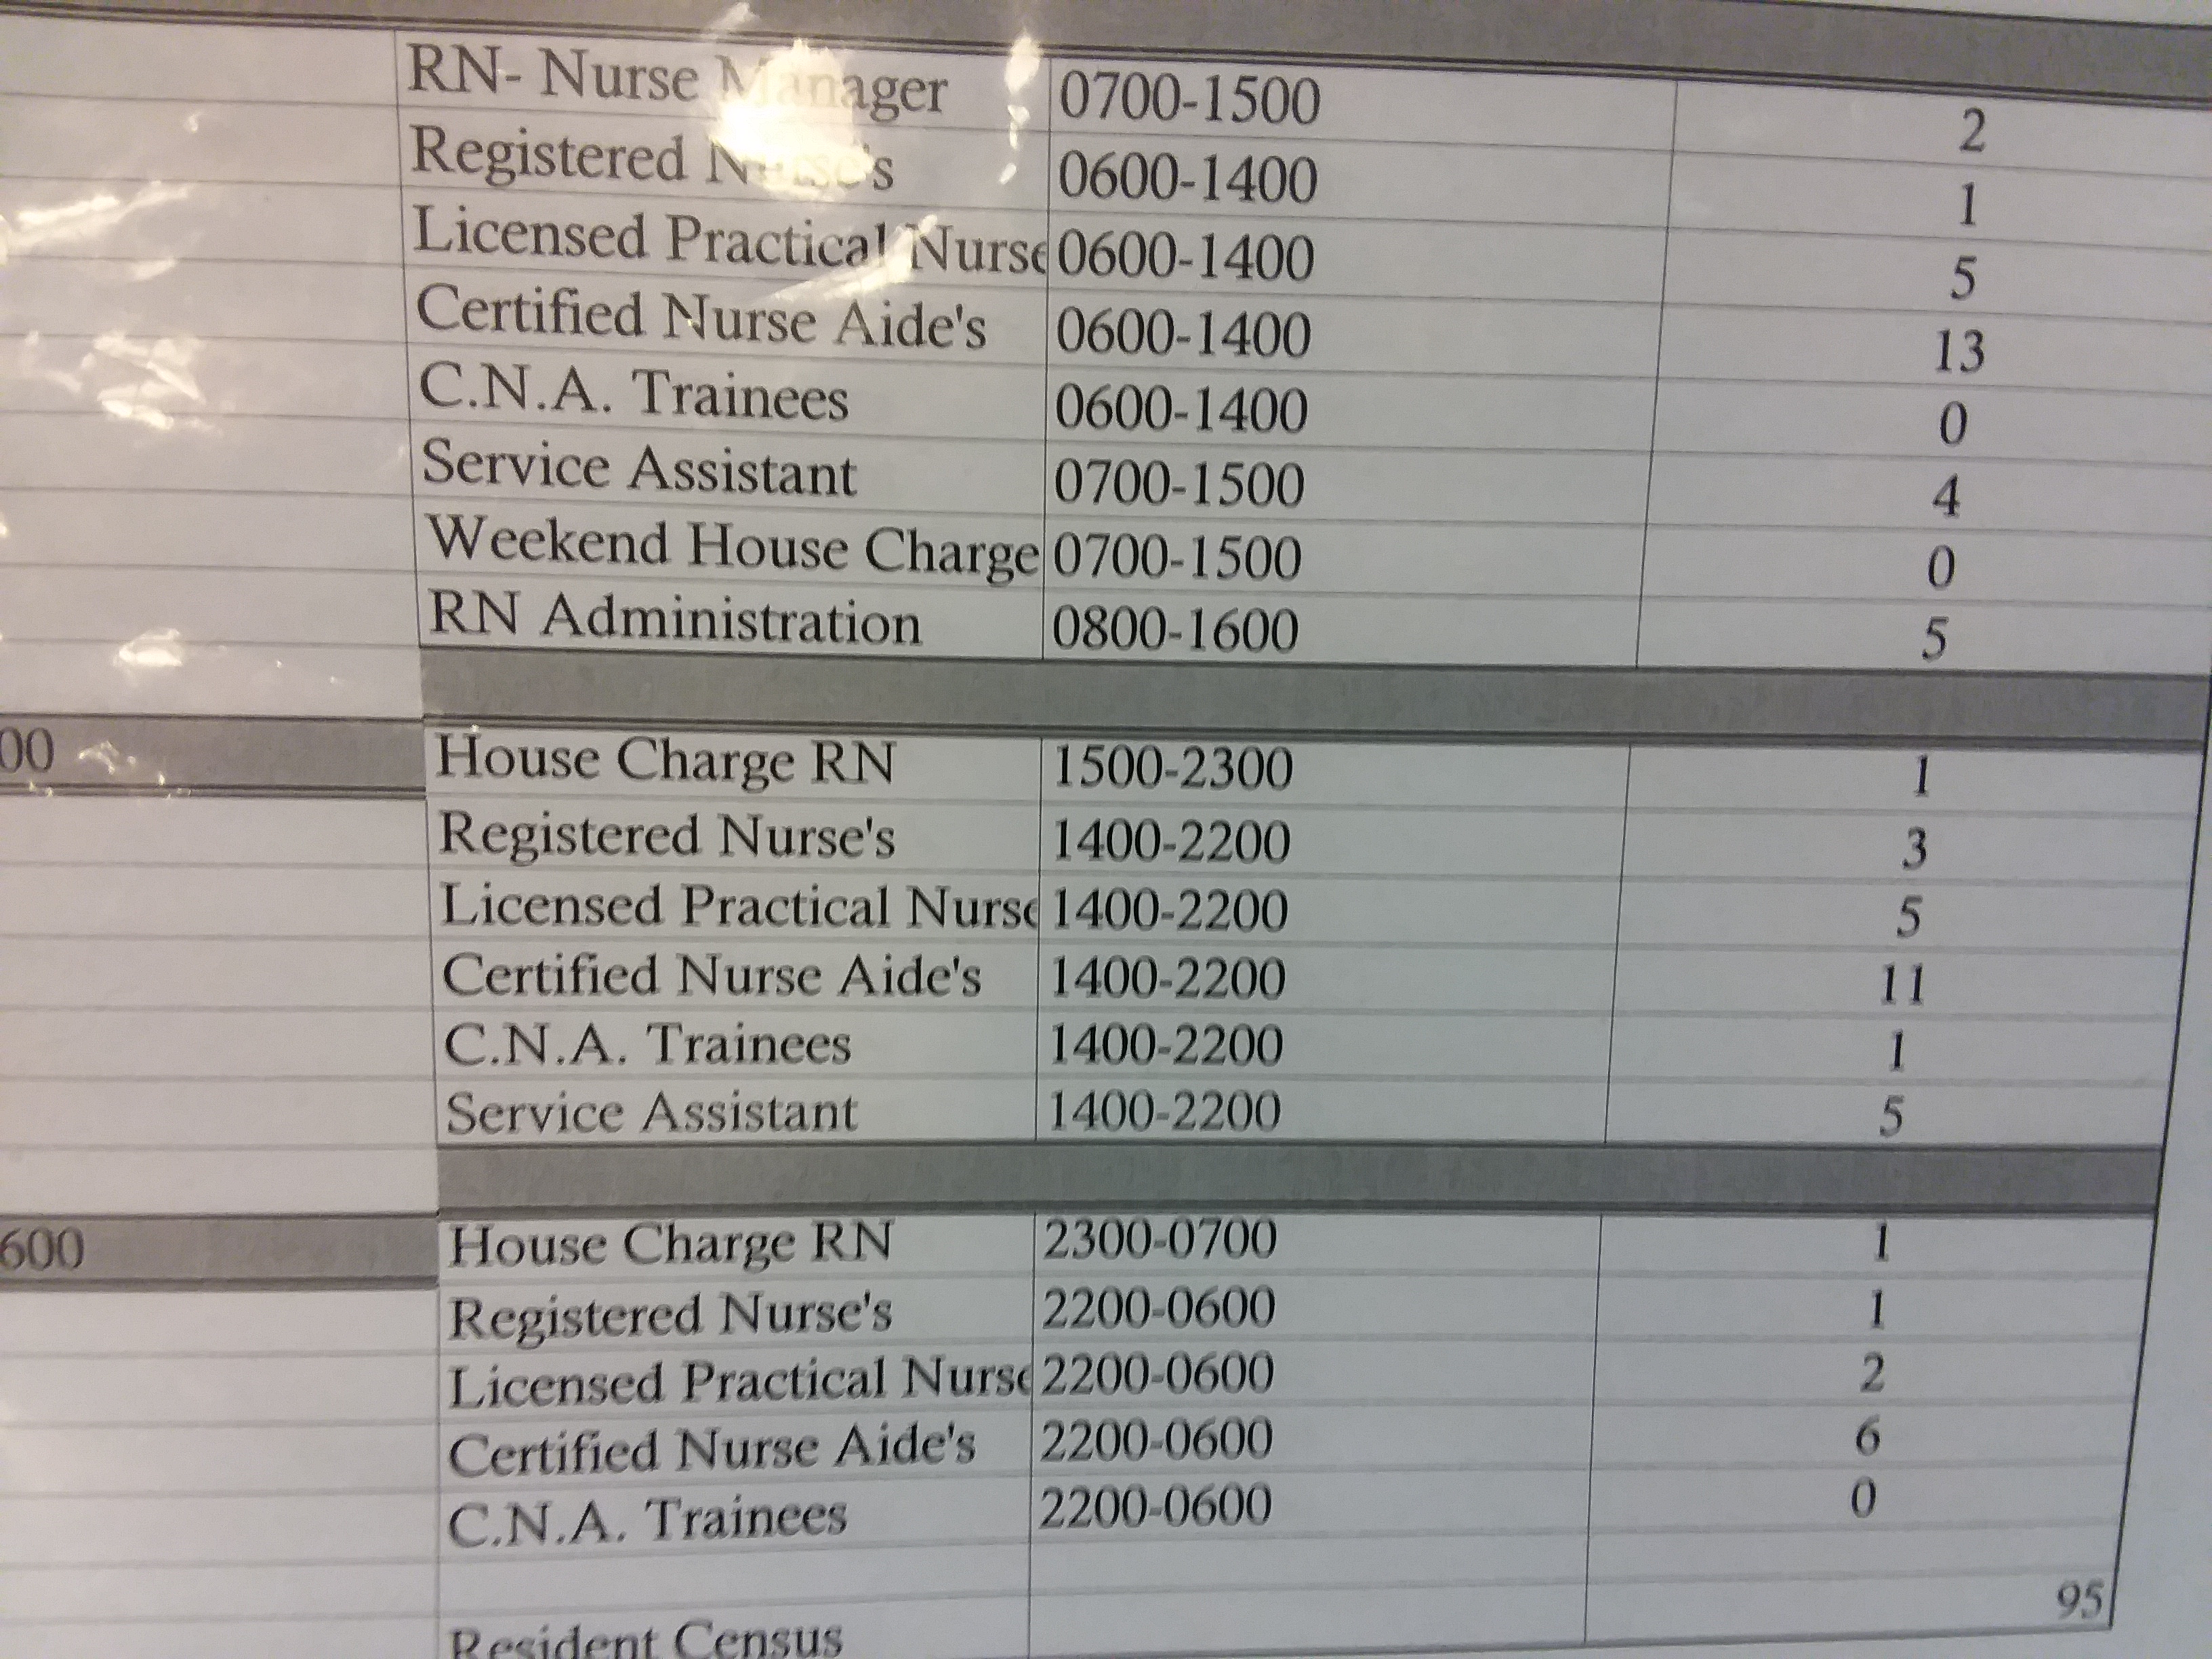 RN- Nurse Manager 0700-1500 2
Registered Nurse's 0600-1400 1
Licensed Practical Nurse 0600-1400 5
Certified Nurse Aide's 0600-1400 13
C.N.A. Trainees 0600-1400 0
Service Assistant 0700-1500 4
Weekend House Charge 0700-1500 0
RN Administration 0800-1600 5
00 House Charge RN 1500-2300 1
Registered Nurse's 1400-2200 3
Licensed Practical Nurse 1400-2200 5
Certified Nurse Aide's 1400-2200 11
C.N.A. Trainees 1400-2200 1
Service Assistant 1400-2200 5
600 House Charge RN 2300-0700 1
Registered Nurse's 2200-0600 1
Licensed Practical Nurse 2200-0600 2
Certified Nurse Aide's 2200-0600 6
C.N.A. Trainees 2200-0600 0
Resident Census 95